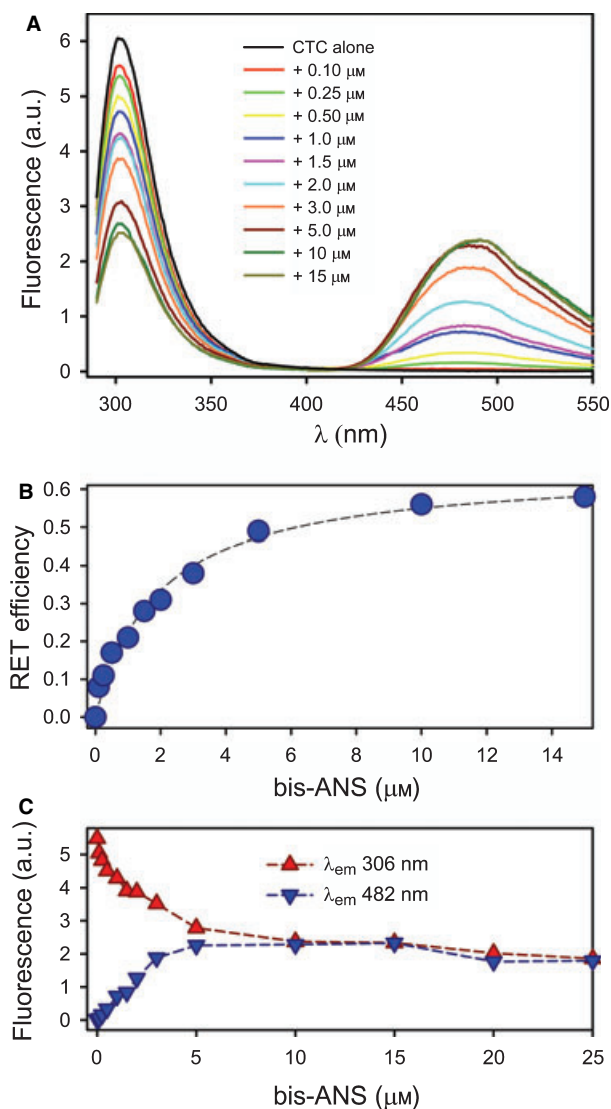 A
Fluorescence (a.u.)
6
5
4
3
2
1
0
CTC alone
+ 0.10 μM
+ 0.25 μM
+ 0.50 μM
+ 1.0 μM
+ 1.5 μM
+ 2.0 μM
+ 3.0 μM
+ 5.0 μM
+ 10 μM
+ 15 μM
300 350 400 450 500 550
λ (nm)
B
RET efficiency
0.6
0.5
0.4
0.3
0.2
0.1
0.0
0 2 4 6 8 10 12 14
bis-ANS (μM)
C
Fluorescence (a.u.)
5
4
3
2
1
0
λem 306 nm
λem 482 nm
0 5 10 15 20 25
bis-ANS (μM)